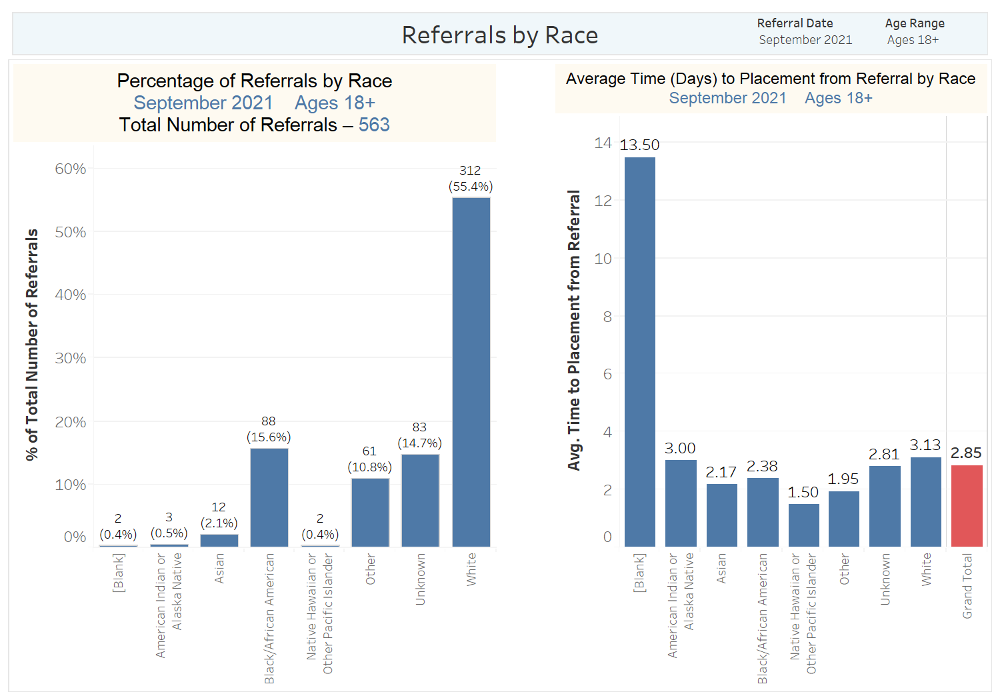 Referrals by Race
Referral Date
September 2021
Age Range
Ages 18+
Percentage of Referrals by Race
September 2021 Ages 18+
Total Number of Referrals – 563
% of Total Number of Referrals
60%
50%
40%
30%
20%
10%
0%
2
(0.4%)
3
(0.5%)
12
(2.1%)
88
(15.6%)
2
(0.4%)
61
(10.8%)
83
(14.7%)
312
(55.4%)
[Blank]
American Indian or
Alaska Native
Asian
Black/African American
Native Hawaiian or
Other Pacific Islander
Other
Unknown
White
Average Time (Days) to Placement from Referral by Race
September 2021 Ages 18+
Avg. Time to Placement from Referral
14
12
10
8
6
4
2
0
13.50
3.00
2.17
2.38
1.50
1.95
2.81
3.13
2.85
[Blank]
American Indian or
Alaska Native
Asian
Black/African American
Native Hawaiian or
Other Pacific Islander
Other
Unknown
White
Grand Total